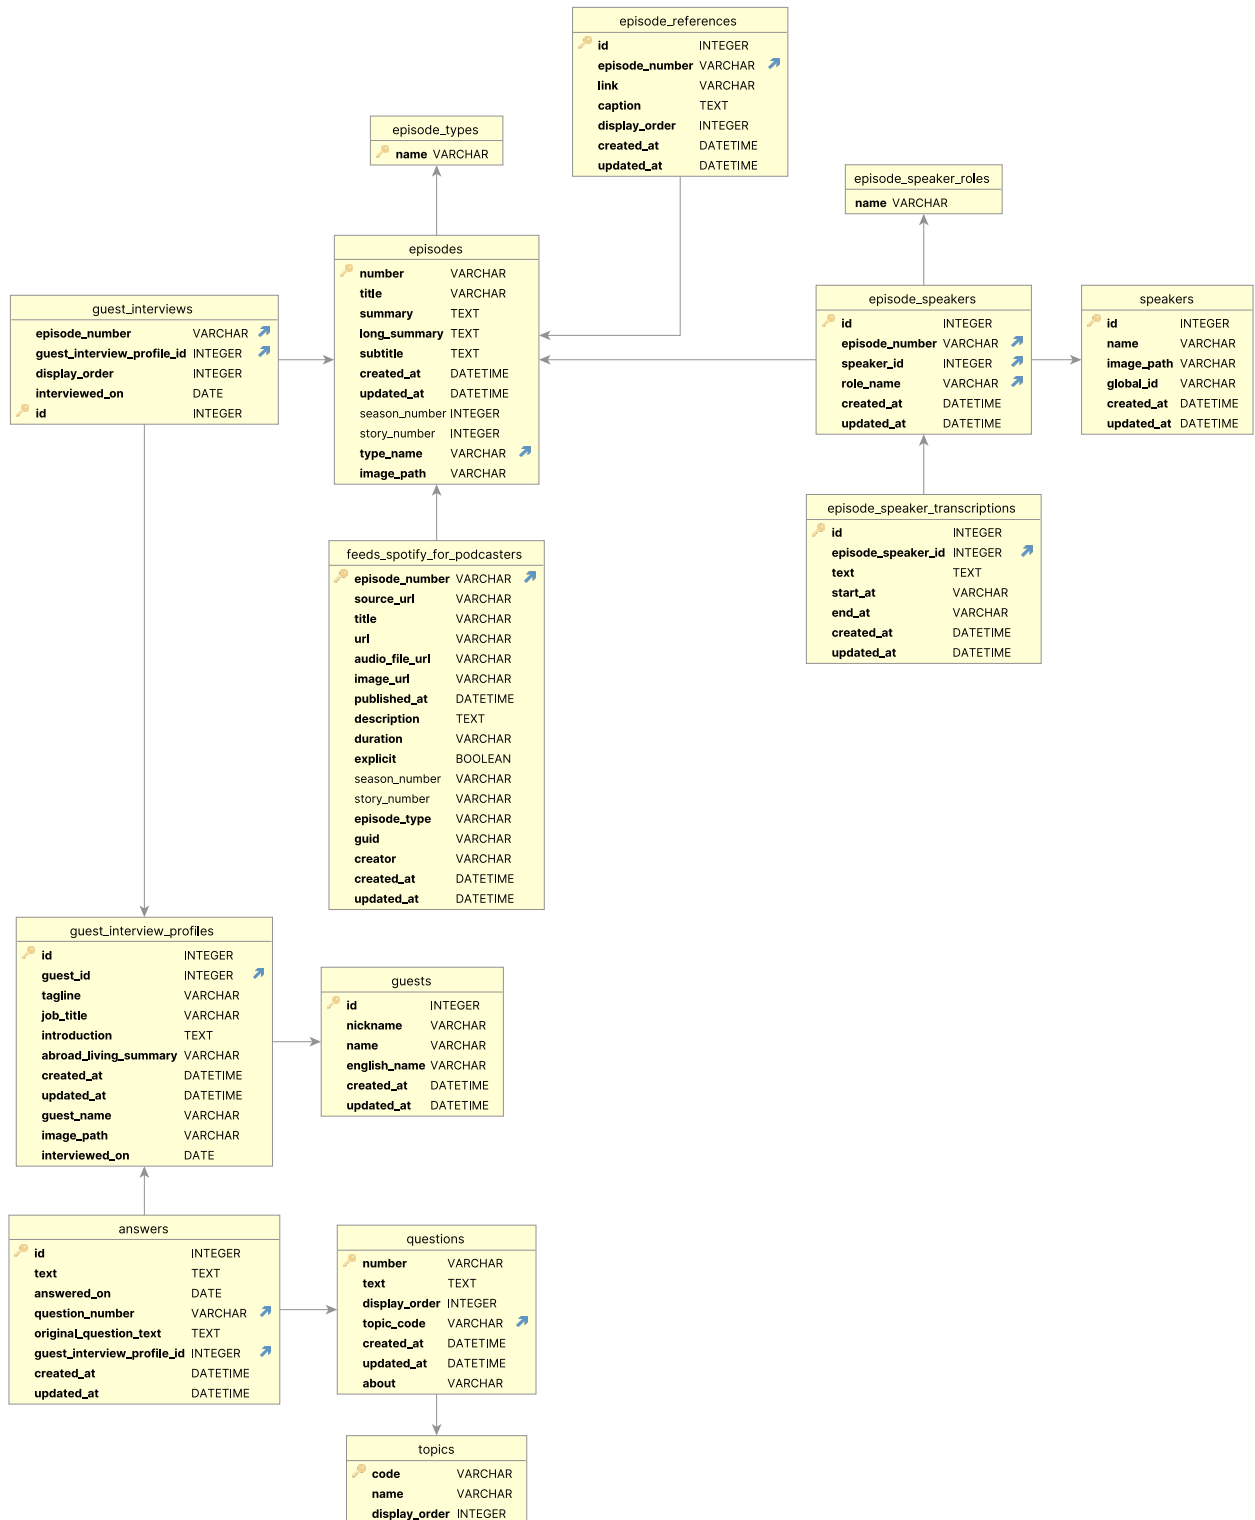 episode_references
id INTEGER
episode_number VARCHAR
link VARCHAR
caption TEXT
display_order INTEGER
created_at DATETIME
updated_at DATETIME
episode_types
name VARCHAR
episode_speaker_roles
name VARCHAR
episodes
number VARCHAR
title VARCHAR
summary TEXT
long_summary TEXT
subtitle TEXT
created_at DATETIME
updated_at DATETIME
season_number INTEGER
story_number INTEGER
type_name VARCHAR
image_path VARCHAR
guest_interviews
episode_number VARCHAR
guest_interview_profile_id INTEGER
display_order INTEGER
interviewed_on DATE
id INTEGER
episode_speakers
id INTEGER
episode_number VARCHAR
speaker_id INTEGER
role_name VARCHAR
created_at DATETIME
updated_at DATETIME
speakers
id INTEGER
name VARCHAR
image_path VARCHAR
global_id VARCHAR
created_at DATETIME
updated_at DATETIME
episode_speaker_transcriptions
id INTEGER
episode_speaker_id INTEGER
text TEXT
start_at VARCHAR
end_at VARCHAR
created_at DATETIME
updated_at DATETIME
feeds_spotify_for_podcasters
episode_number VARCHAR
source_url VARCHAR
title VARCHAR
url VARCHAR
audio_file_url VARCHAR
image_url VARCHAR
published_at DATETIME
description TEXT
duration VARCHAR
explicit BOOLEAN
season_number VARCHAR
story_number VARCHAR
episode_type VARCHAR
guid VARCHAR
creator VARCHAR
created_at DATETIME
updated_at DATETIME
guest_interview_profiles
id INTEGER
guest_id INTEGER
tagline VARCHAR
job_title VARCHAR
introduction TEXT
abroad_living_summary VARCHAR
created_at DATETIME
updated_at DATETIME
guest_name VARCHAR
image_path VARCHAR
interviewed_on DATE
guests
id INTEGER
nickname VARCHAR
name VARCHAR
english_name VARCHAR
created_at DATETIME
updated_at DATETIME
answers
id INTEGER
text TEXT
answered_on DATE
question_number VARCHAR
original_question_text TEXT
guest_interview_profile_id INTEGER
created_at DATETIME
updated_at DATETIME
questions
number VARCHAR
text TEXT
display_order INTEGER
topic_code VARCHAR
created_at DATETIME
updated_at DATETIME
about VARCHAR
topics
code VARCHAR
name VARCHAR
display_order INTEGER